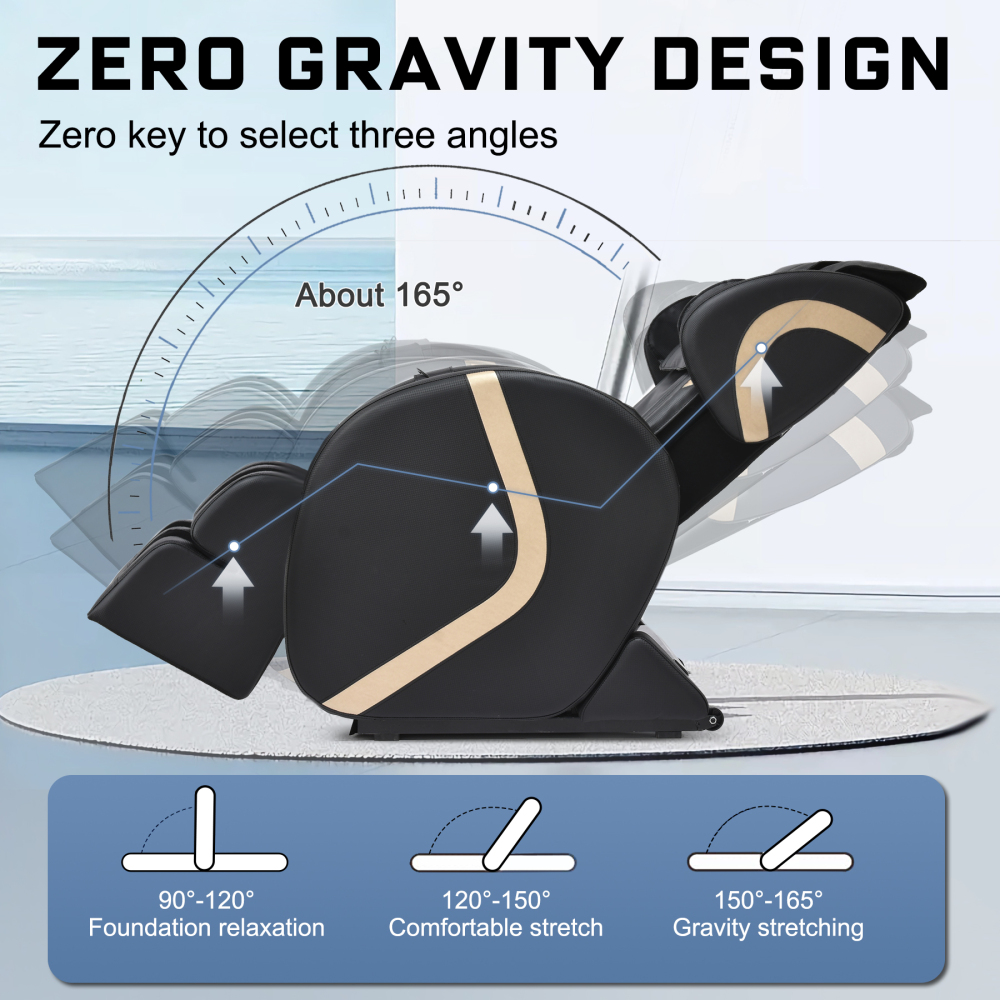 ZERO GRAVITY DESIGN
Zero key to select three angles
About 165°
90°-120°
Foundation relaxation
120°-150°
Comfortable stretch
150°-165°
Gravity stretching